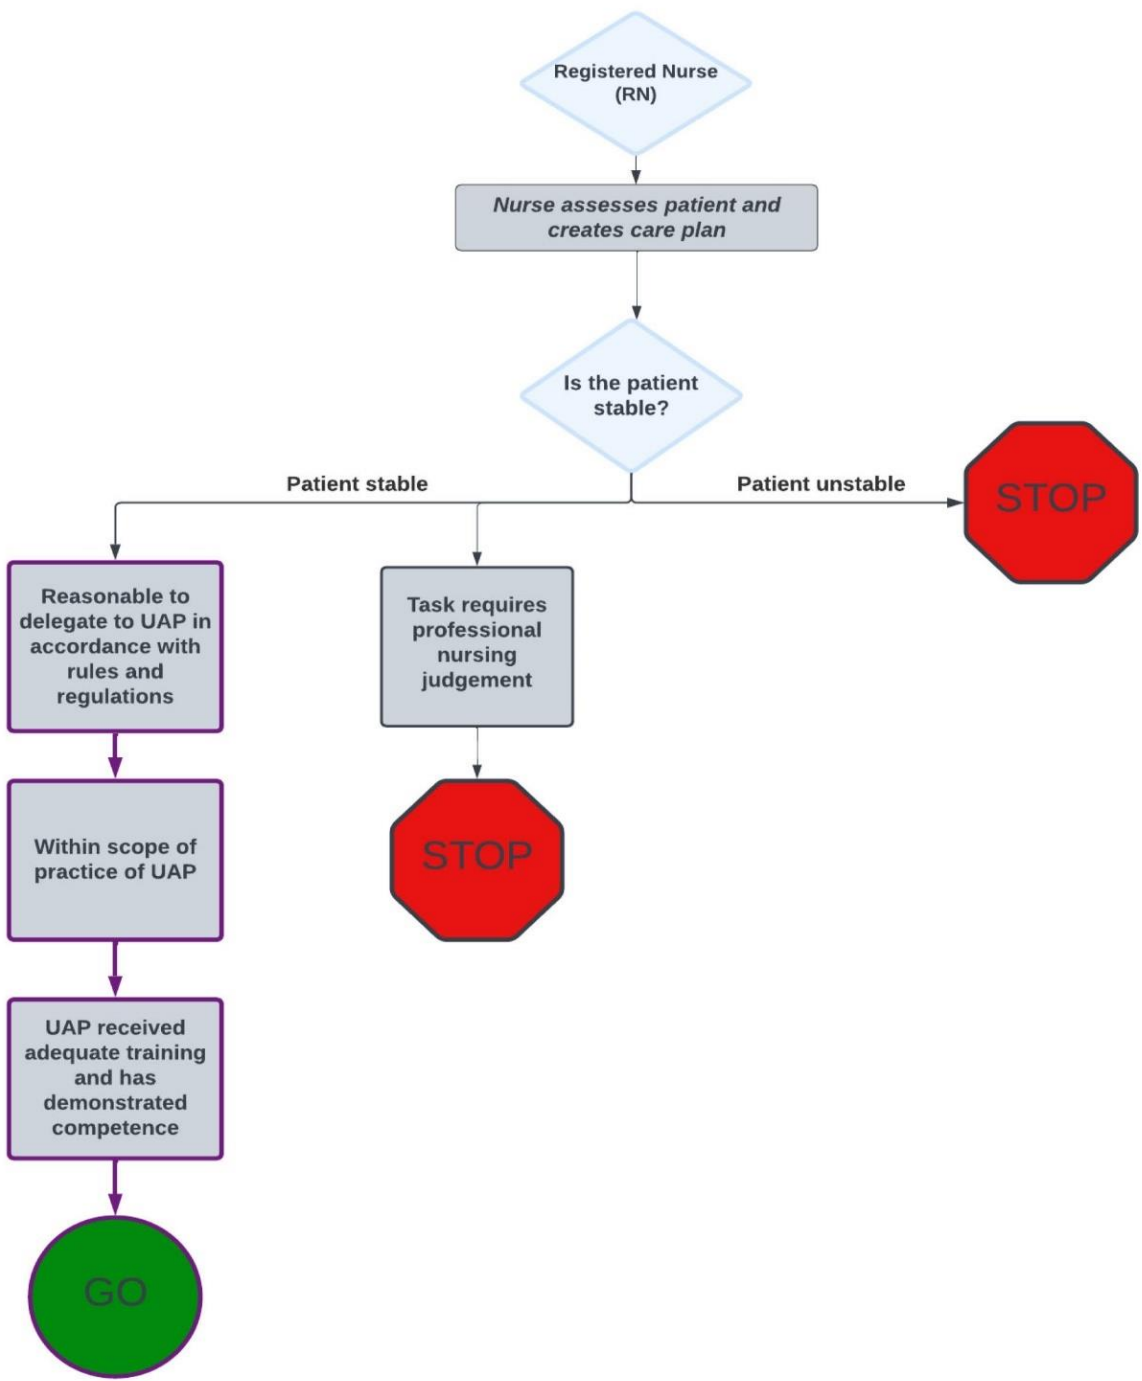 Registered Nurse
(RN)
Nurse assesses patient and
creates care plan
Is the patient
stable?
Patient stable
Patient unstable
STOP
Reasonable to
delegate to UAP in
accordance with
rules and
regulations
Task requires
professional
nursing
judgement
Within scope of
practice of UAP
STOP
UAP received
adequate training
and has
demonstrated
competence
GO